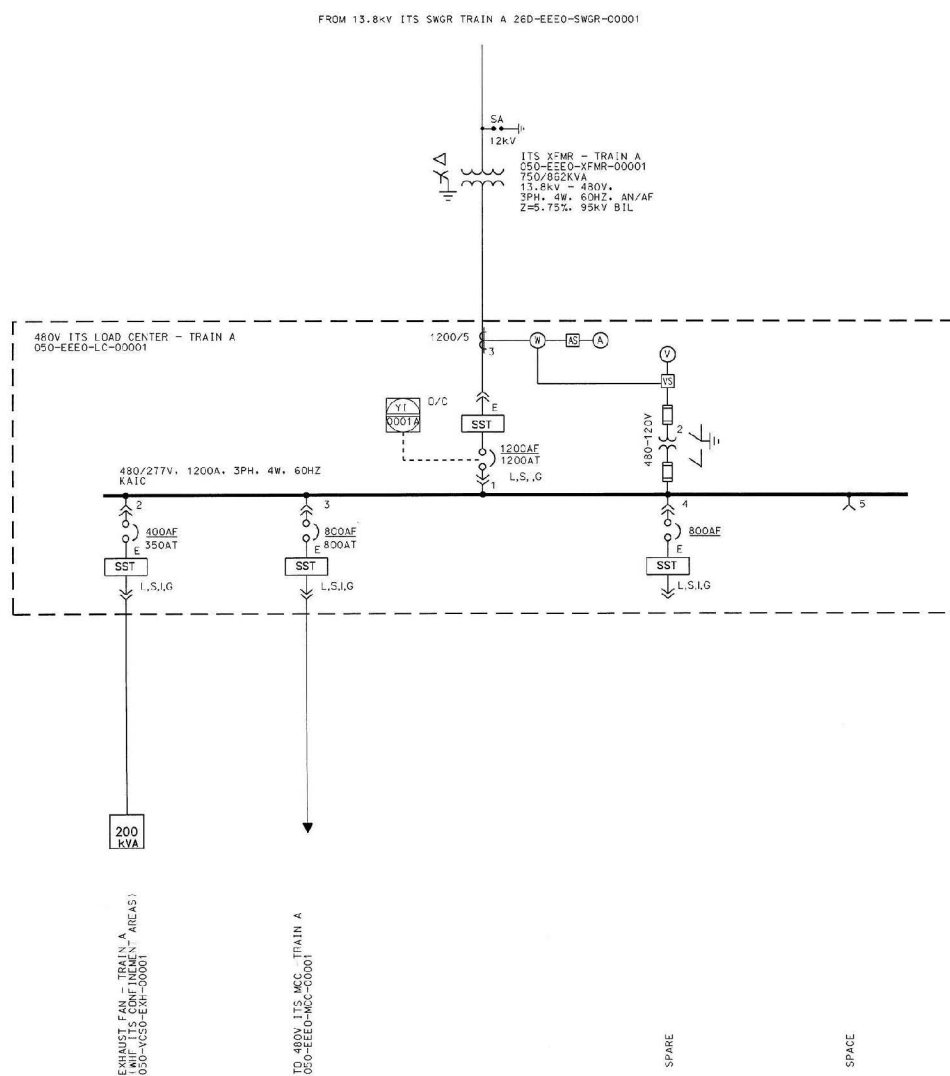 FROM 13.8kV ITS SWGR TRAIN A 26D-EEE0-SWGR-00001
SA
12kV
ITS XFMR - TRAIN A
050-EEE0-XFMR-00001
750/862KVA
13.8kV - 480V,
3PH, 4W, 60HZ, AN/AF
Z=5.75%, 95kV BIL
480V ITS LOAD CENTER - TRAIN A
050-EEE0-LC-00001
1200/5
3
W
AS
A
V
VS
YI
0001A
O/C
E
SST
1200AF
1200AT
L,S,,G
1
480-120V
2
480/277V, 1200A, 3PH, 4W, 60HZ
KAIC
2
400AF
350AT
E
SST
L,S,I,G
3
800AF
800AT
E
SST
L,S,I,G
4
800AF
E
SST
L,S,I,G
5
200
kVA
EXHAUST FAN - TRAIN A
(WHF ITS CONFINEMENT AREAS)
050-VCS0-EXH-00001
TO 480V ITS MCC TRAIN A
050-EEE0-MCC-00001
SPARE
SPACE